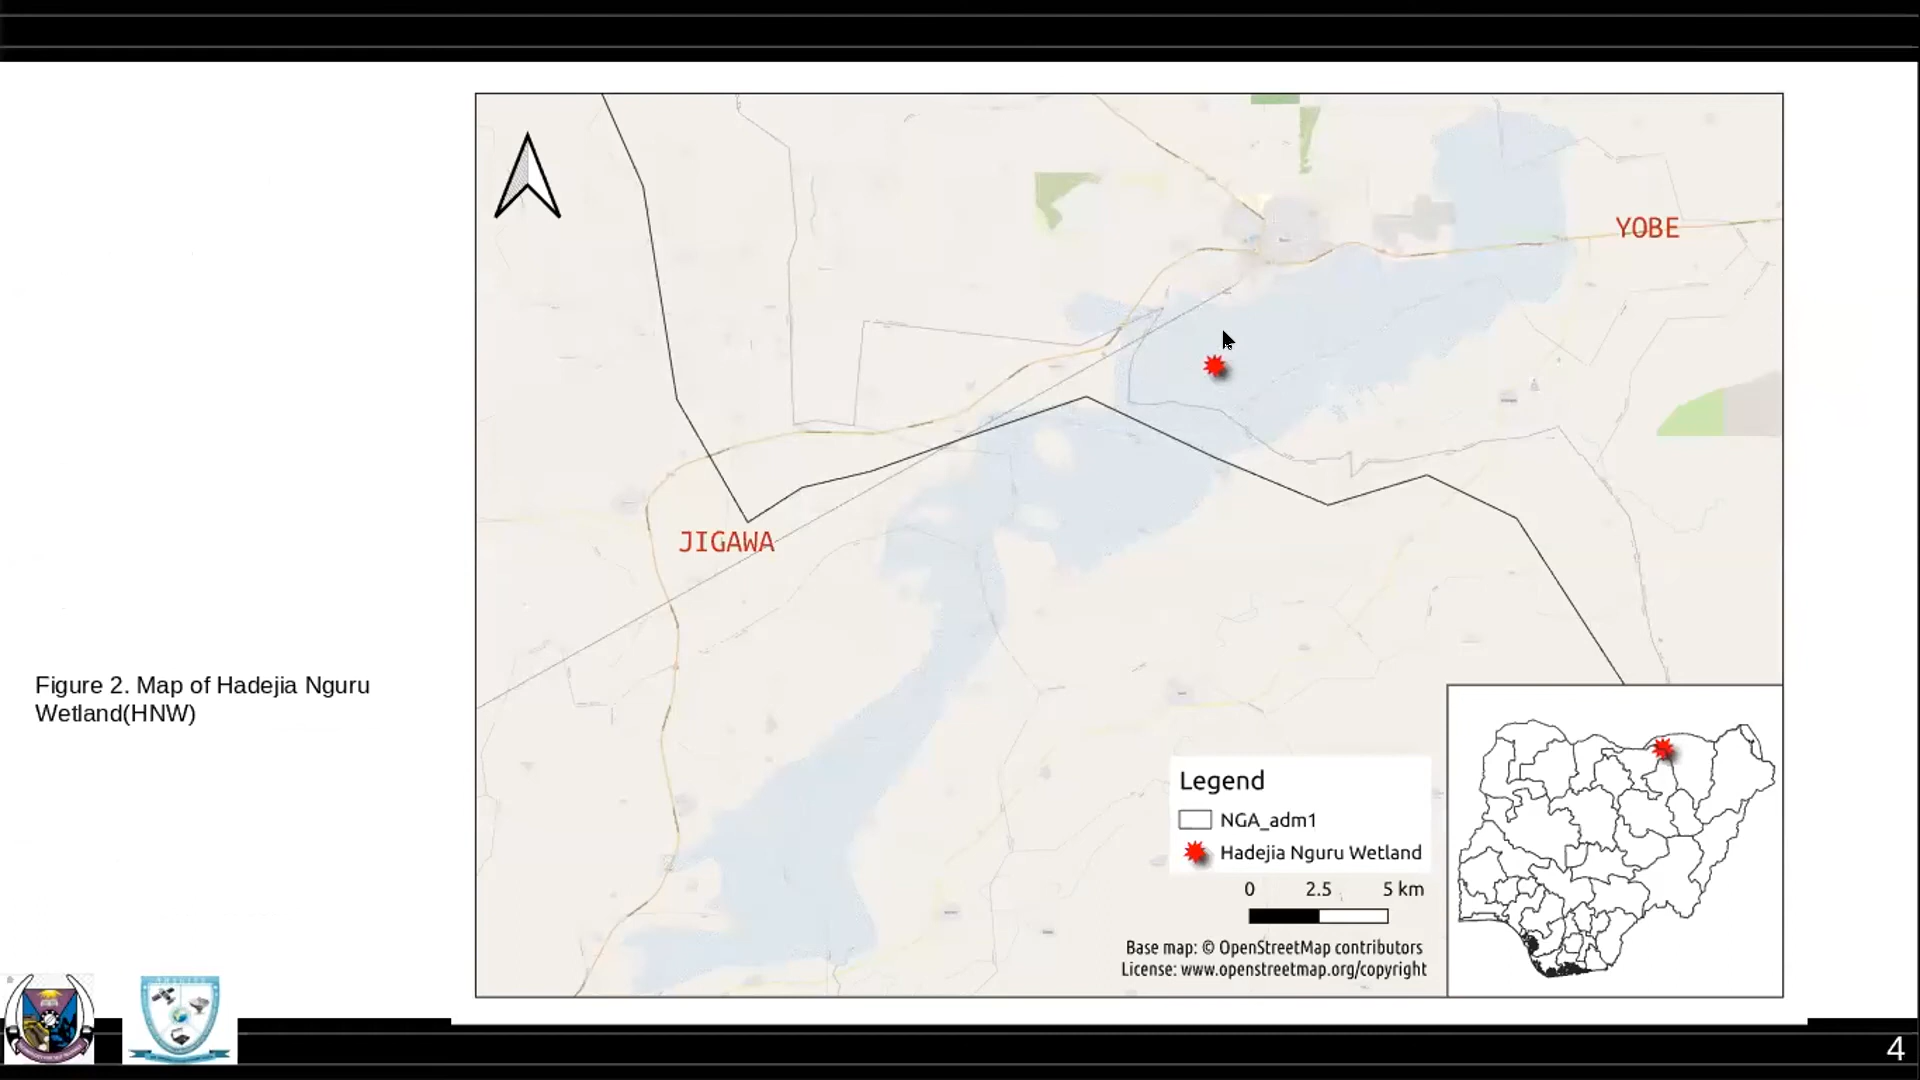 YOBE
JIGAWA
Figure 2. Map of Hadejia Nguru
Wetland(HNW)
Legend
NGA_adm1
Hadejia Nguru Wetland
0 2.5 5 km
Base map: © OpenStreetMap contributors
License: www.openstreetmap.org/copyright
4